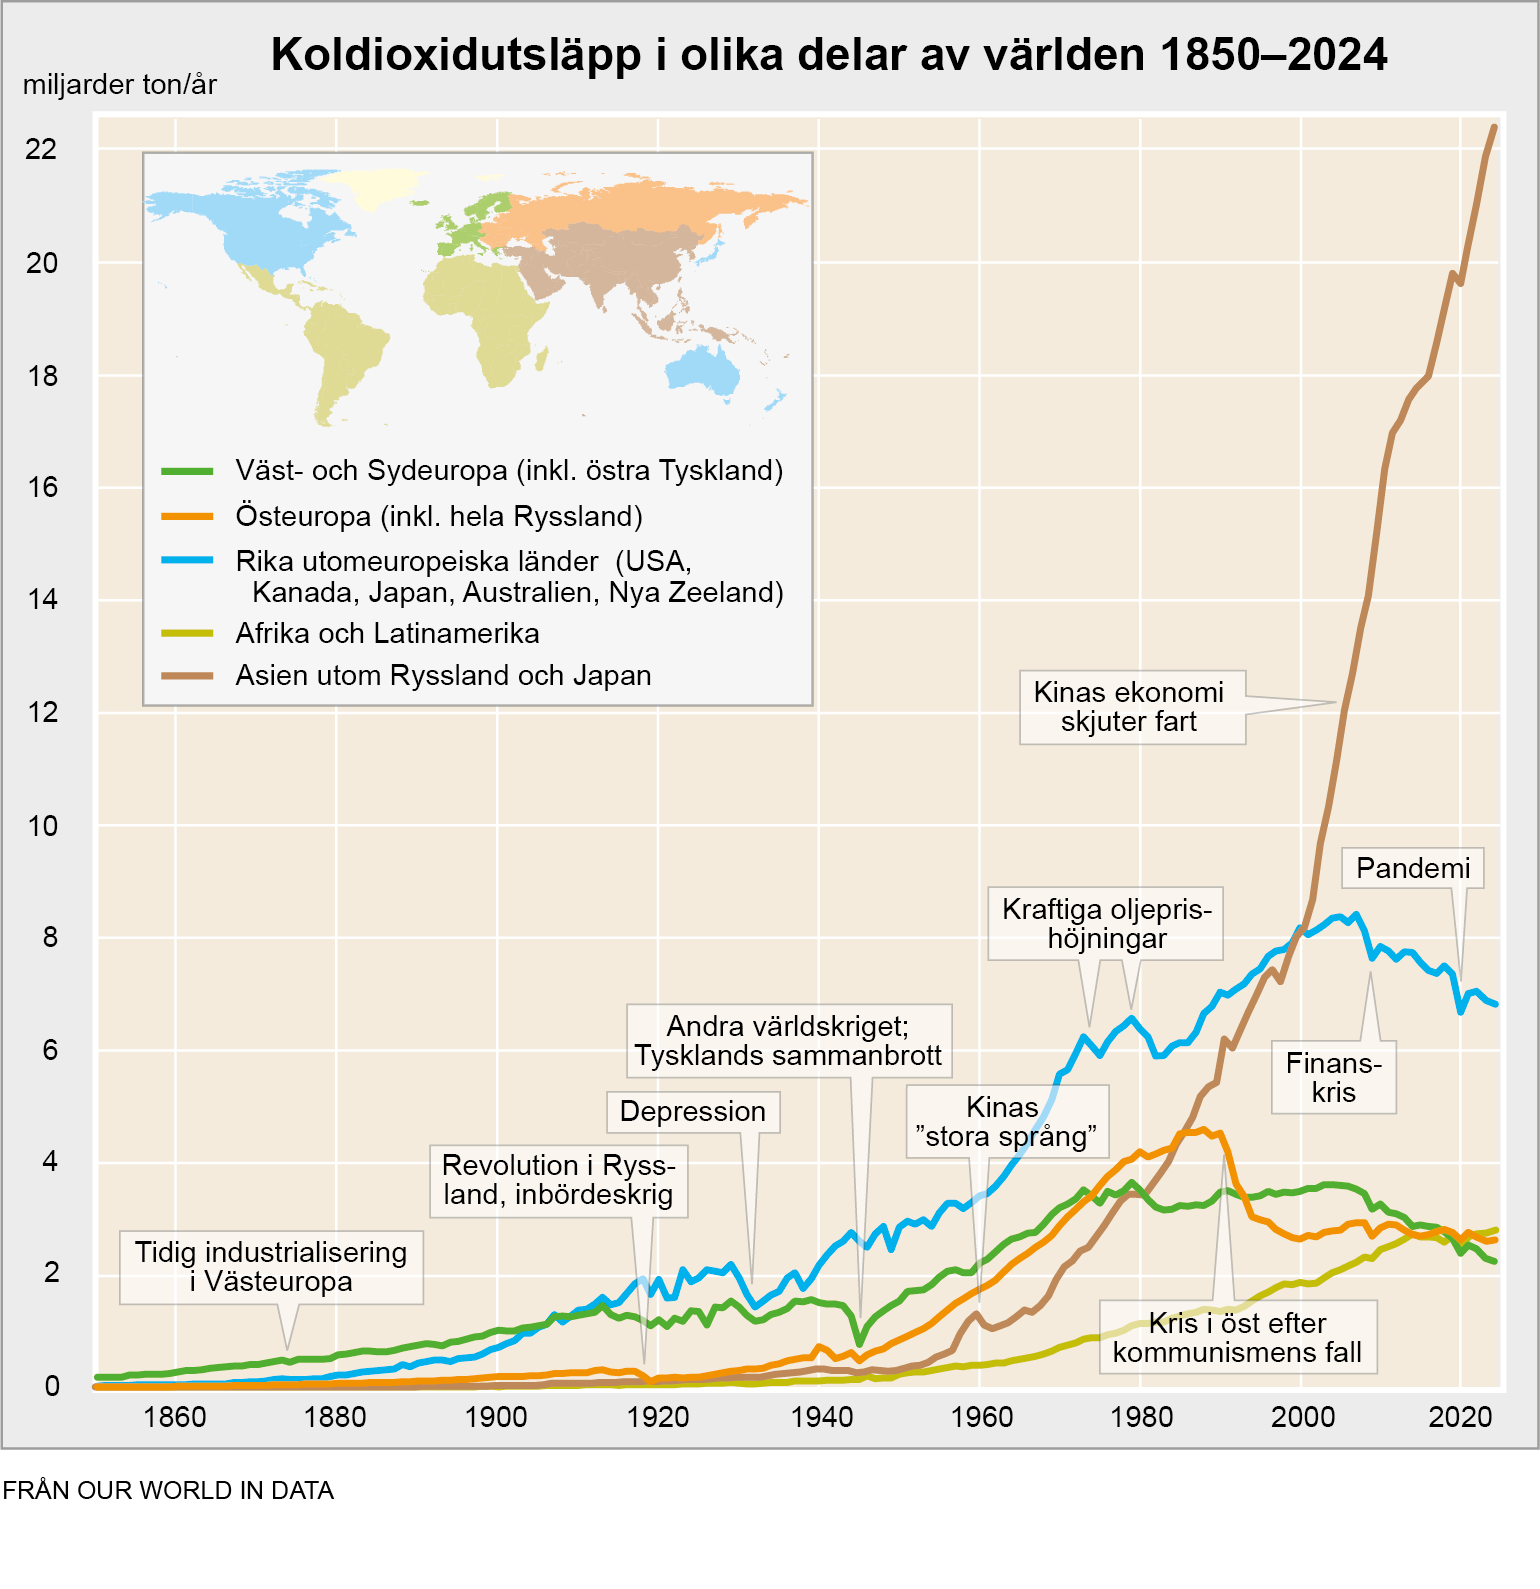 Koldioxidutsläpp i olika delar av världen 1850–2024
miljarder ton/år
22
20
18
16
14
12
10
8
6
4
2
0
Väst- och Sydeuropa (inkl. östra Tyskland)
Östeuropa (inkl. hela Ryssland)
Rika utomeuropeiska länder (USA,
Kanada, Japan, Australien, Nya Zeeland)
Afrika och Latinamerika
Asien utom Ryssland och Japan
Kinas ekonomi
skjuter fart
Pandemi
Kraftiga oljepris-
höjningar
Andra världskriget;
Tysklands sammanbrott
Finans-
kris
Depression
Kinas
”stora språng”
Revolution i Ryss-
land, inbördeskrig
Tidig industrialisering
i Västeuropa
Kris i öst efter
kommunismens fall
1860
1880
1900
1920
1940
1960
1980
2000
2020
FRÅN OUR WORLD IN DATA